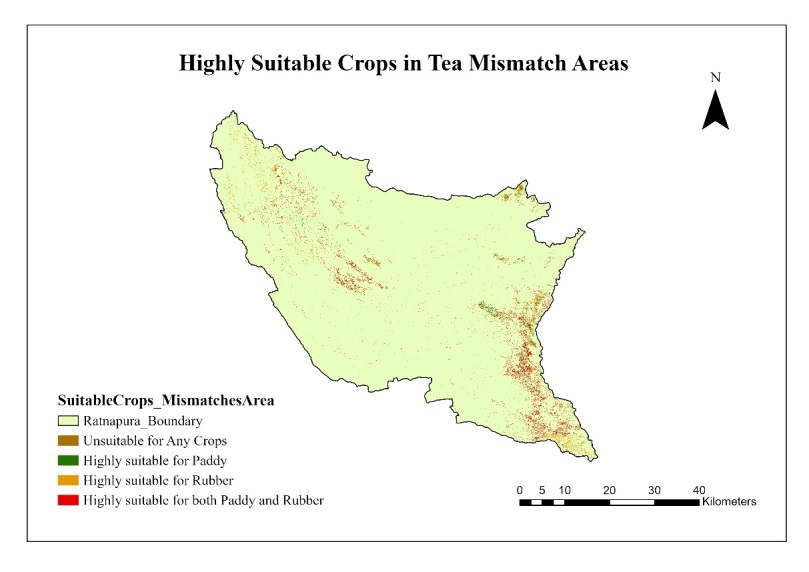 Highly Suitable Crops in Tea Mismatch Areas
N
SuitableCrops_MismatchesArea
Ratnapura_Boundary
Unsuitable for Any Crops
Highly suitable for Paddy
Highly suitable for Rubber
Highly suitable for both Paddy and Rubber
0 5 10 20 30 40
Kilometers